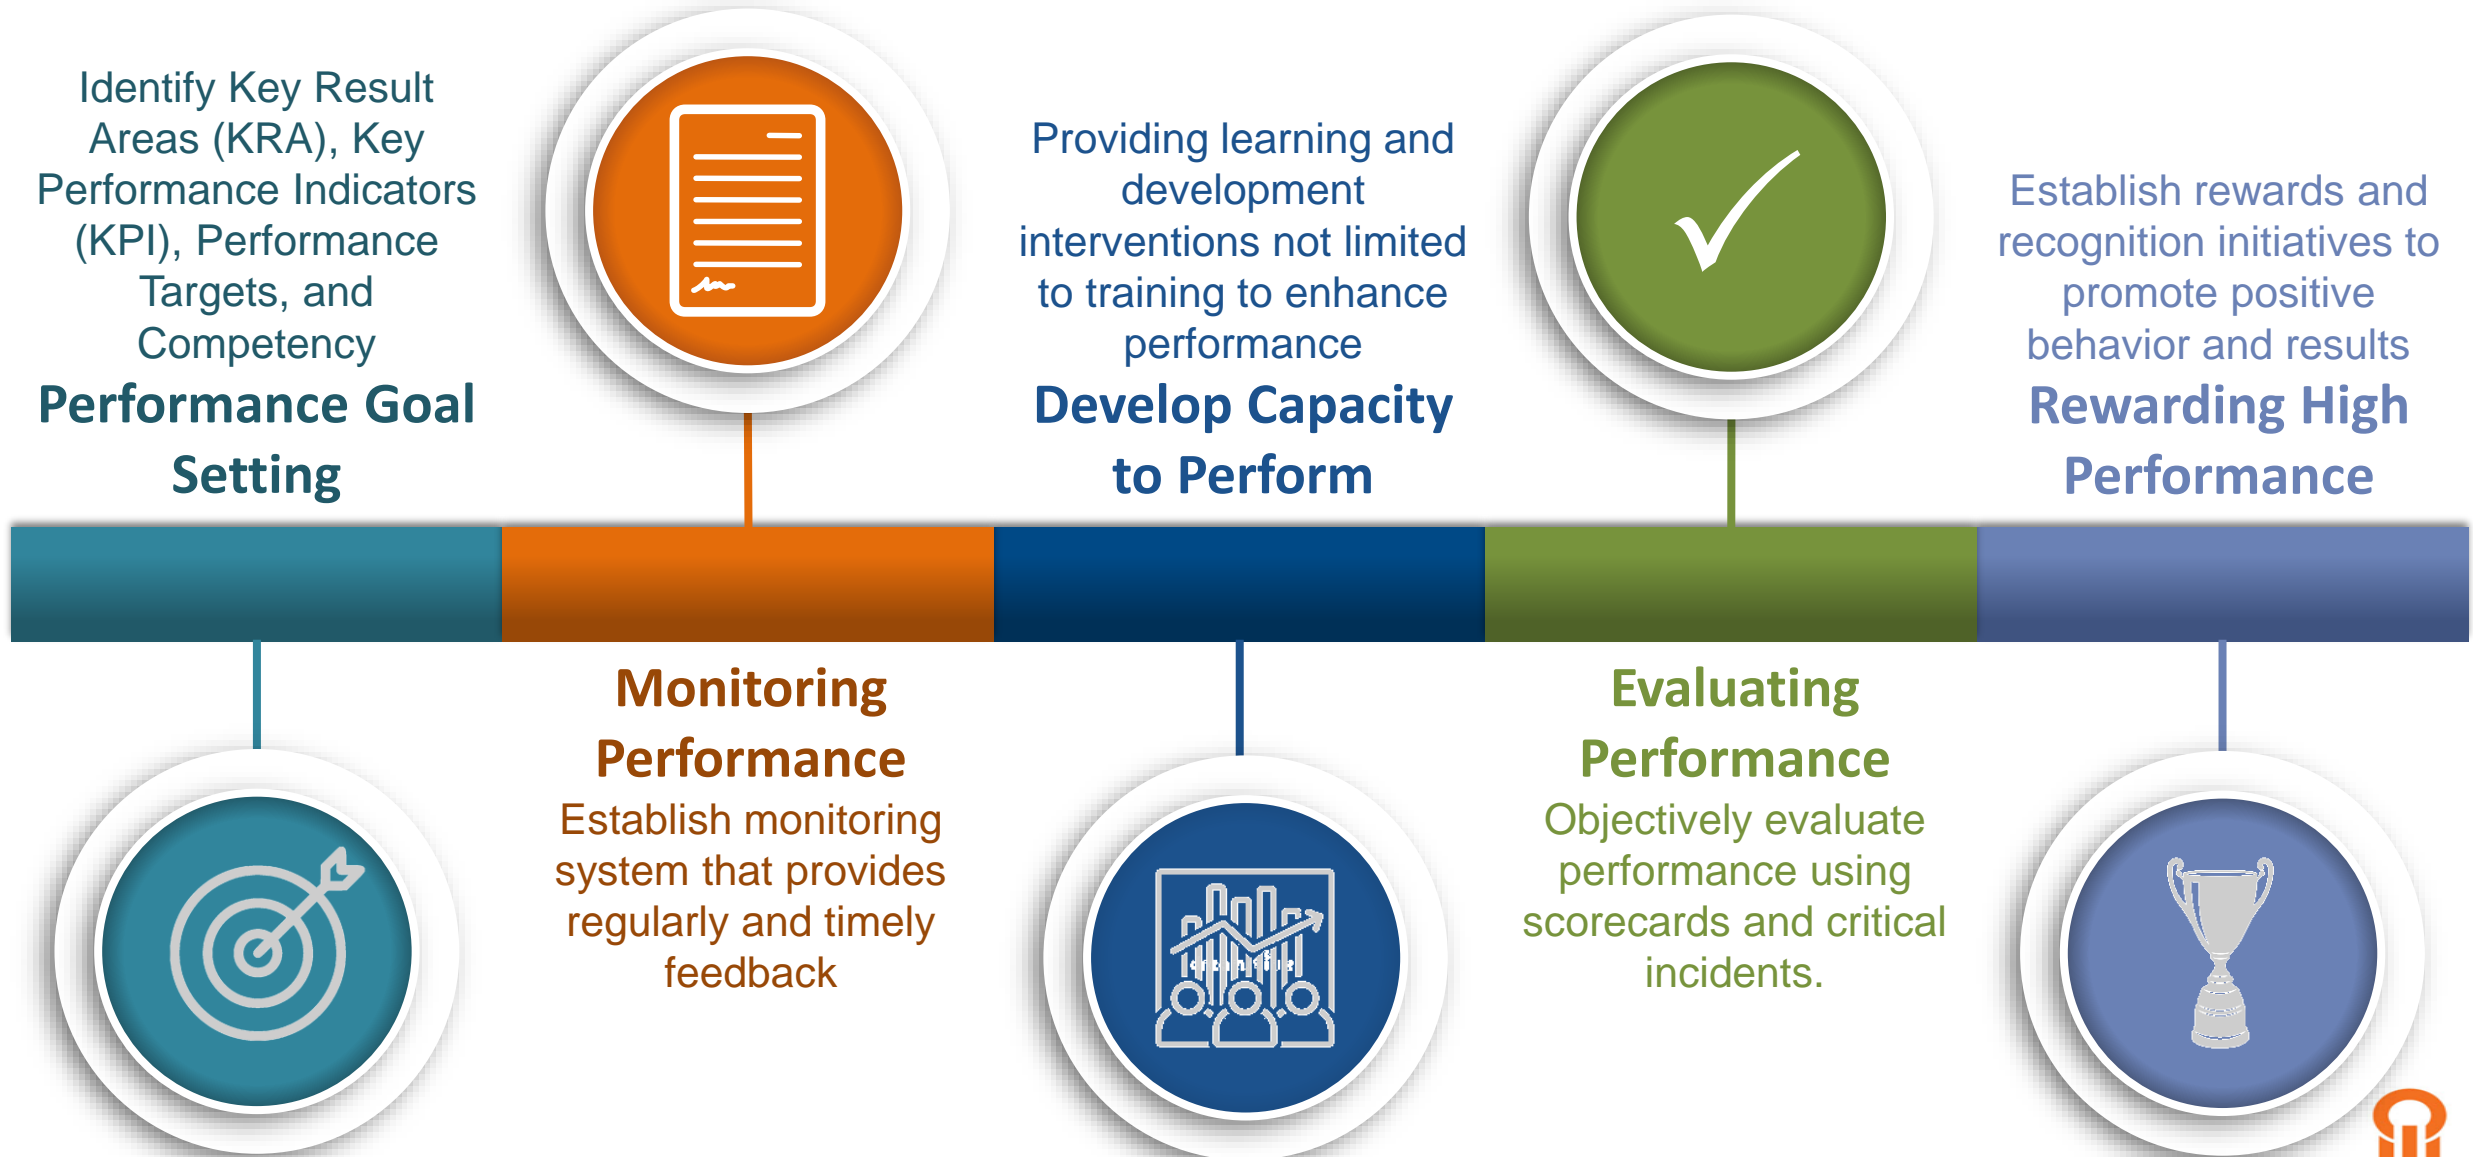 Identify Key Result
Areas (KRA), Key
Performance Indicators
(KPI), Performance
Targets, and
Competency
Performance Goal
Setting
Monitoring
Performance
Establish monitoring
system that provides
regularly and timely
feedback
Providing learning and
development
interventions not limited
to training to enhance
performance
Develop Capacity
to Perform
Evaluating
Performance
Objectively evaluate
performance using
scorecards and critical
incidents.
Establish rewards and
recognition initiatives to
promote positive
behavior and results
Rewarding High
Performance